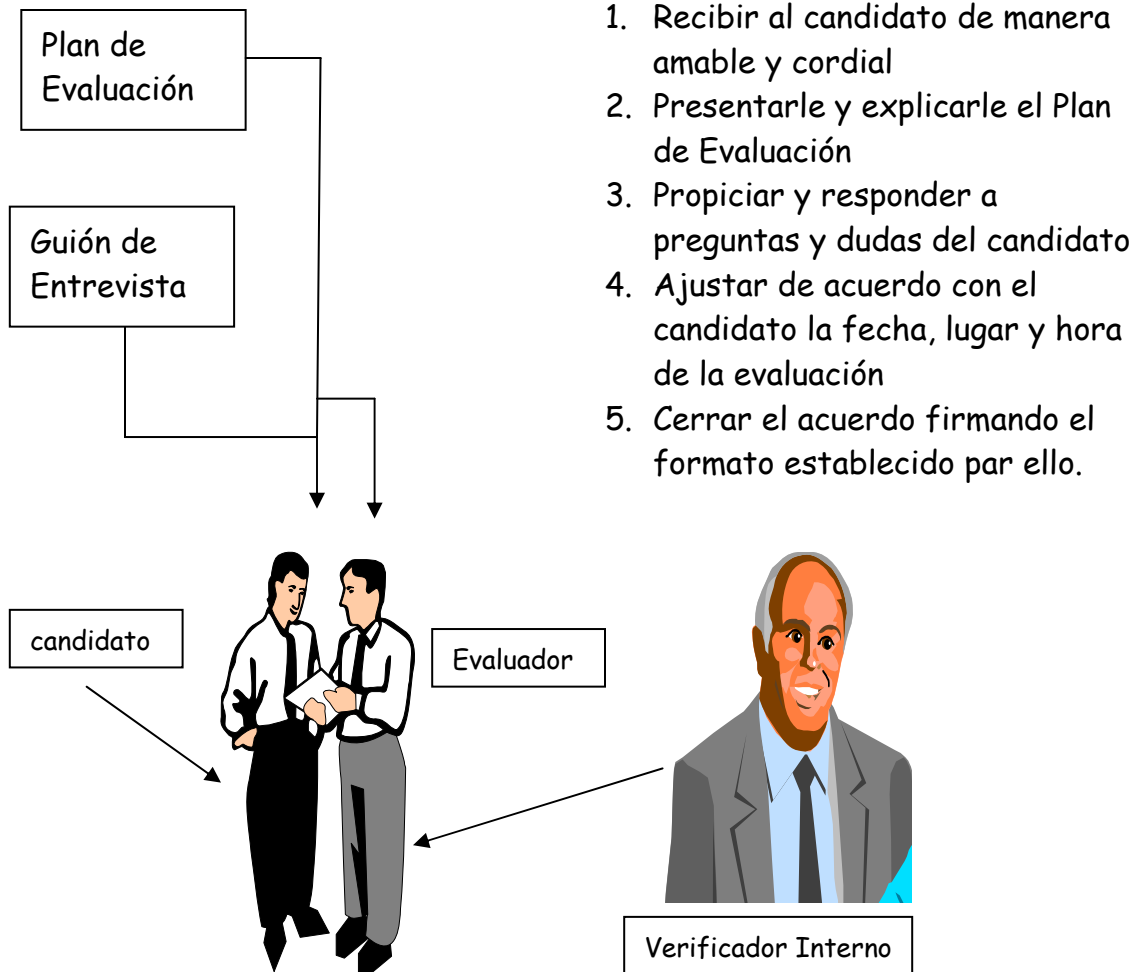 Plan de
Evaluación
Guión de
Entrevista
1. Recibir al candidato de manera
amable y cordial
2. Presentarle y explicarle el Plan
de Evaluación
3. Propiciar y responder a
preguntas y dudas del candidato
4. Ajustar de acuerdo con el
candidato la fecha, lugar y hora
de la evaluación
5. Cerrar el acuerdo firmando el
formato establecido par ello.
candidato
Evaluador
Verificador Interno